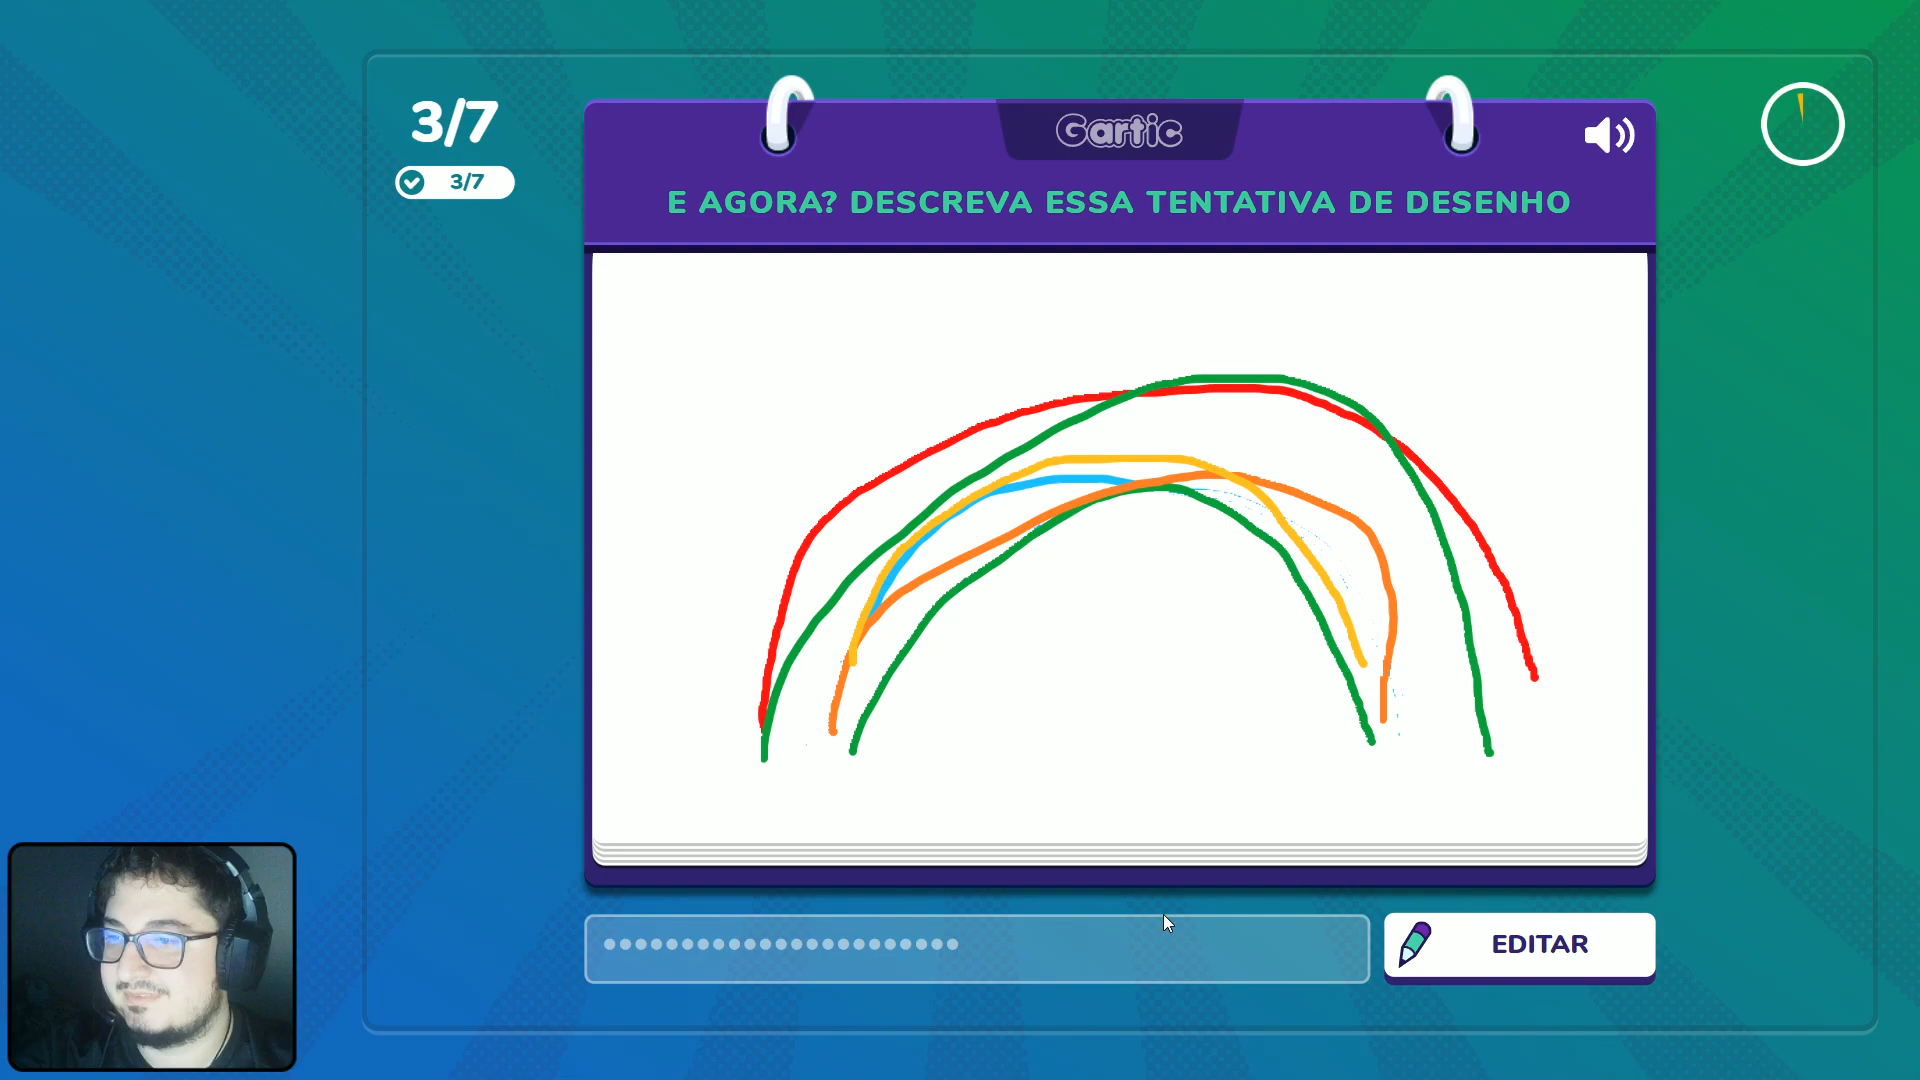 3/7
3/7
Gartic
E AGORA? DESCREVA ESSA TENTATIVA DE DESENHO
EDITAR